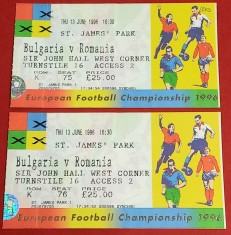 THU 13 JUNE 1996 16:30
ST. JAMES' PARK
Bulgaria v Romania
SIR JOHN HALL WEST CORNER
TURNSTILE 16 ACCESS 2
ROW SEAT PRICE
K 75 £25.00
European Football Championship 1996
THU 13 JUNE 1996 16:30
ST. JAMES' PARK
Bulgaria v Romania
SIR JOHN HALL WEST CORNER
TURNSTILE 16 ACCESS 2
ROW SEAT PRICE
K 76 £25.00
European Football Championship 1996